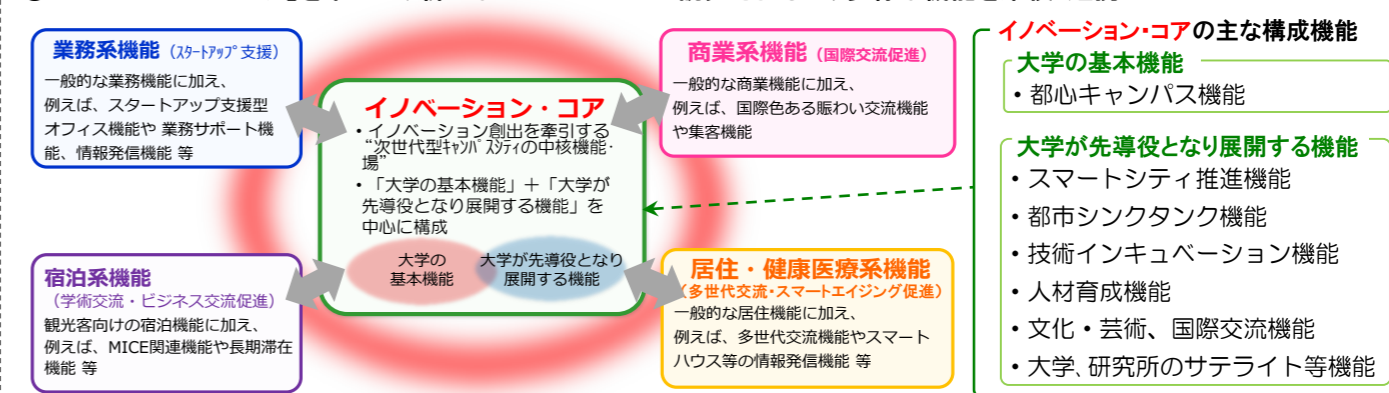 業務系機能（ｽﾀｰﾄｱｯﾌﾟ支援）
一般的な業務機能に加え、
例えば、スタートアップ支援型
オフィス機能や 業務サポート機
能、情報発信機能 等
商業系機能（国際交流促進）
一般的な商業機能に加え、
例えば、国際色ある賑わい交流機能
や集客機能
イノベーション・コア
・イノベーション創出を牽引する
“次世代型ｷｬﾝﾊﾟｽｼﾃｨの中核機能・
場”
・「大学の基本機能」＋「大学が
先導役となり展開する機能」を
中心に構成
大学の
基本機能
大学が先導役となり
展開する機能
宿泊系機能
（学術交流・ビジネス交流促進）
観光客向けの宿泊機能に加え、
例えば、MICE関連機能や長期滞在
機能 等
居住・健康医療系機能
（多世代交流・スマートエイジング促進）
一般的な居住機能に加え、
例えば、多世代交流機能やスマート
ハウス等の情報発信機能 等
イノベーション・コアの主な構成機能
大学の基本機能
・都心キャンパス機能
大学が先導役となり展開する機能
・スマートシティ推進機能
・都市シンクタンク機能
・技術インキュベーション機能
・人材育成機能
・文化・芸術、国際交流機能
・大学、研究所のサテライト等機能